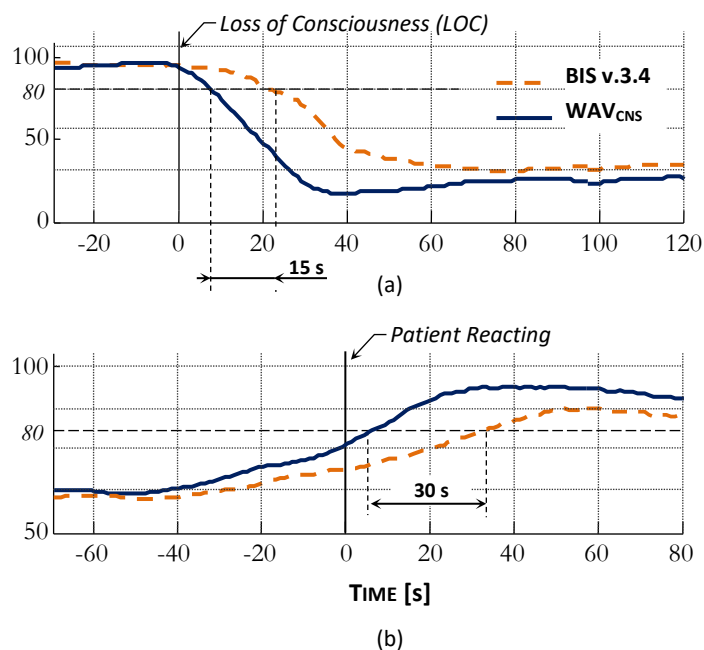 Loss of Consciousness (LOC)
100
80
50
0
BIS v.3.4
WAVCNS
-20 0 20 40 60 80 100 120
15 s
(a)
Patient Reacting
100
80
50
30 s
-60 -40 -20 0 20 40 60 80
TIME [s]
(b)